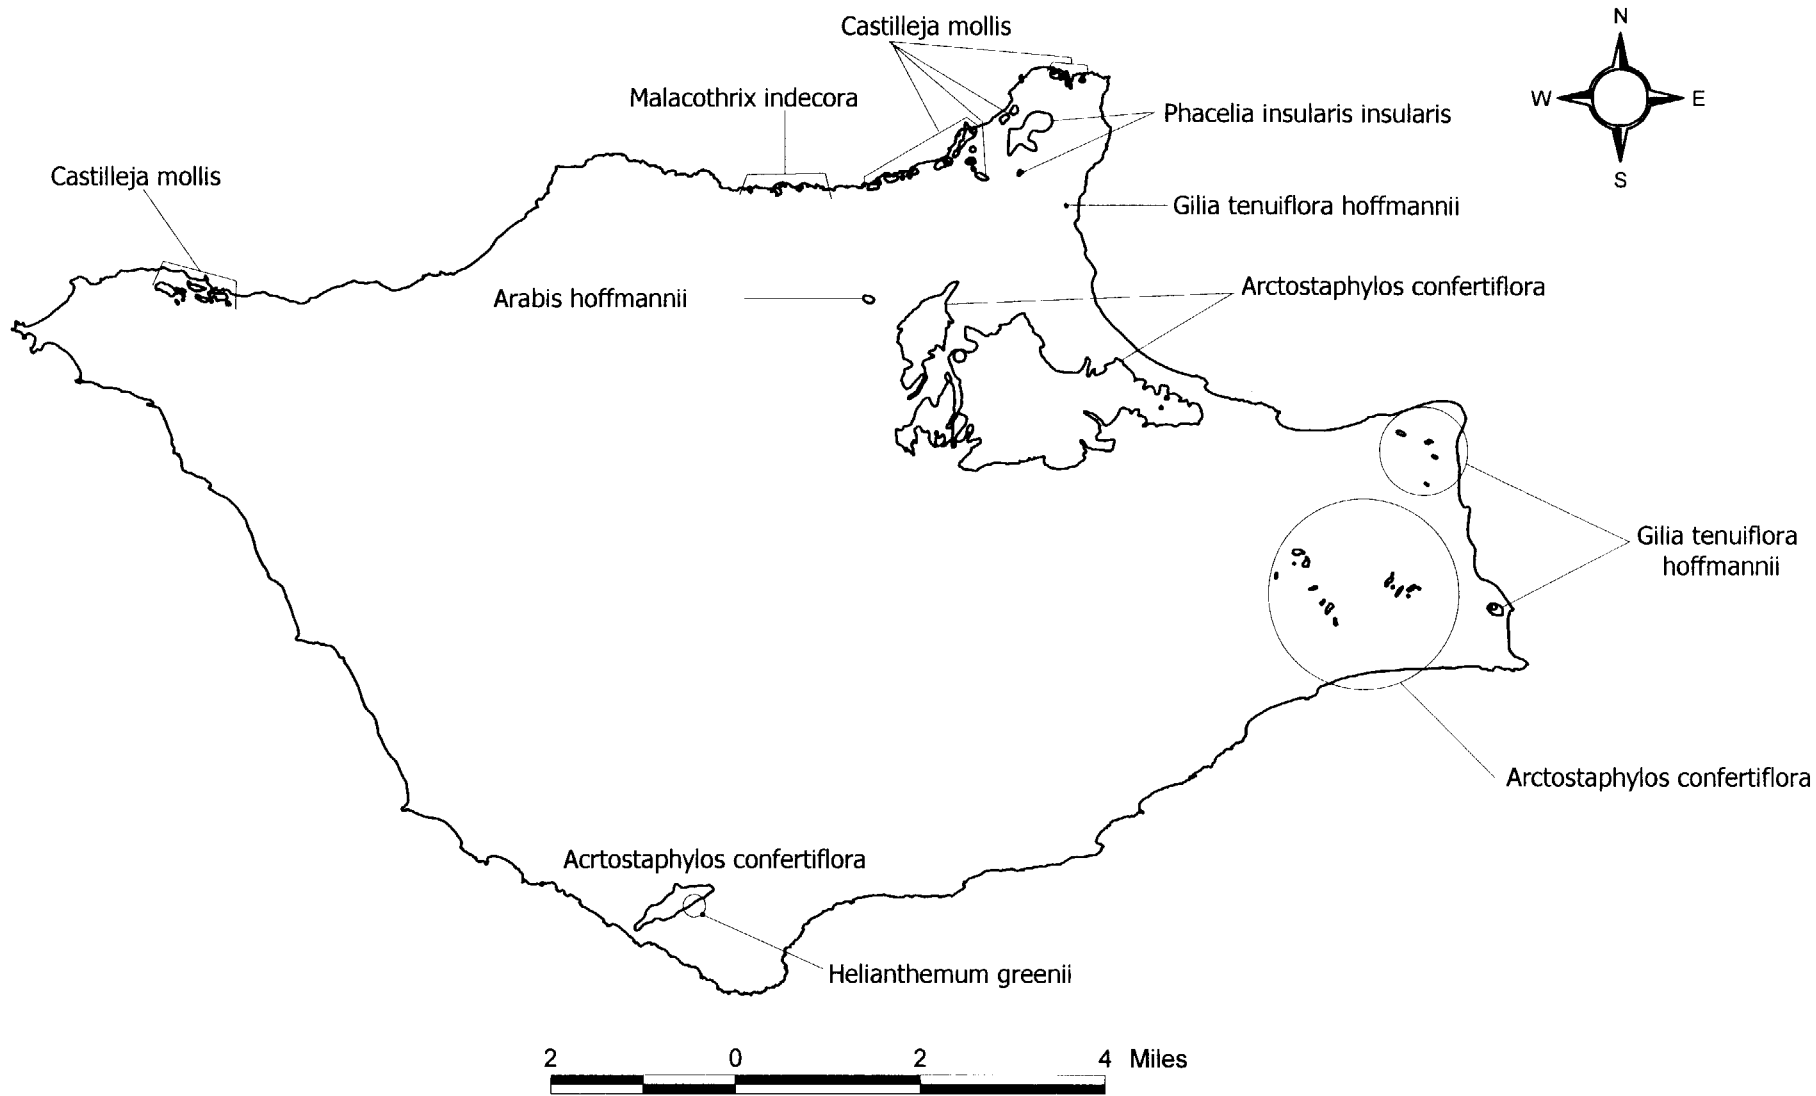 Castilleja mollis
N
Malacothrix indecora
W
E
Phacelia insularis insularis
Castilleja mollis
S
Gilia tenuiflora hoffmannii
Arabis hoffmannii
Arctostaphylos confertiflora
Gilia tenuiflora
hoffmannii
Arctostaphylos confertiflora
Acrtostaphylos confertiflora
Helianthemum greenii
2 0 2 4 Miles